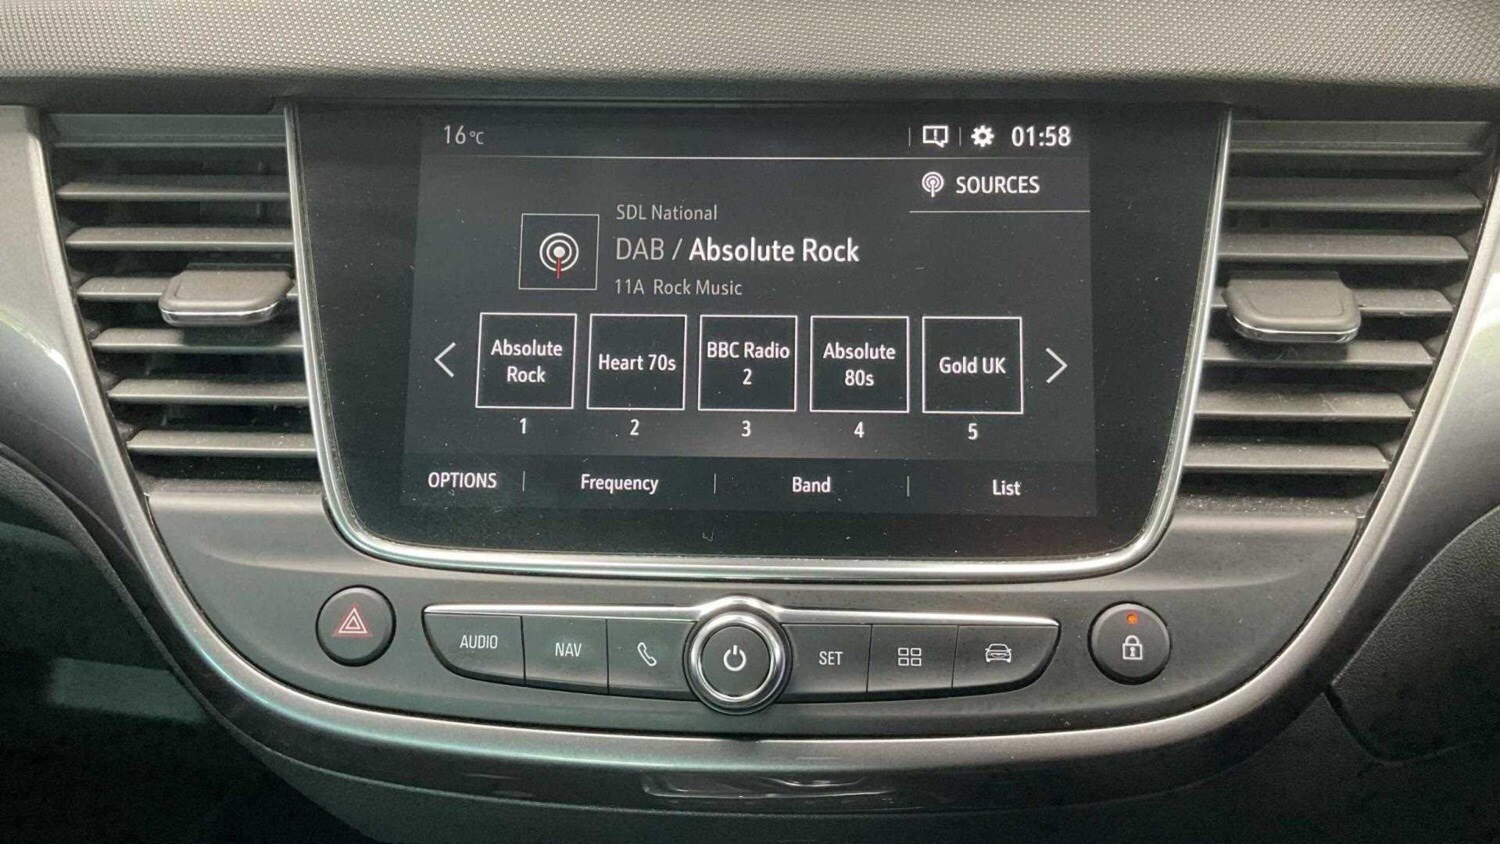 16°C
01:58
SOURCES
SDL National
DAB / Absolute Rock
11A Rock Music
Absolute
Rock
Heart 70s
BBC Radio
2
Absolute
80s
Gold UK
1
2
3
4
5
OPTIONS
Frequency
Band
List
AUDIO
NAV
SET